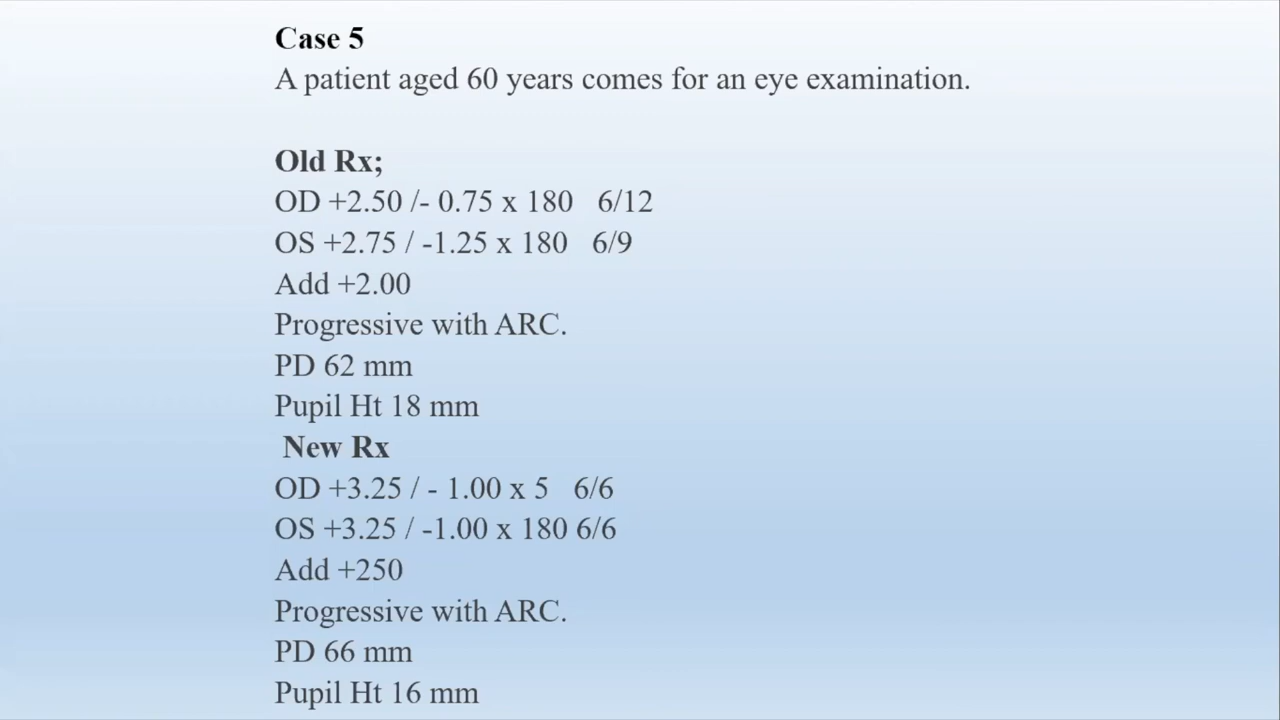 Case 5
A patient aged 60 years comes for an eye examination.
Old Rx;
OD +2.50 /- 0.75 x 180 6/12
OS +2.75 / -1.25 x 180 6/9
Add +2.00
Progressive with ARC.
PD 62 mm
Pupil Ht 18 mm
New Rx
OD +3.25 / - 1.00 x 5 6/6
OS +3.25 / -1.00 x 180 6/6
Add +250
Progressive with ARC.
PD 66 mm
Pupil Ht 16 mm